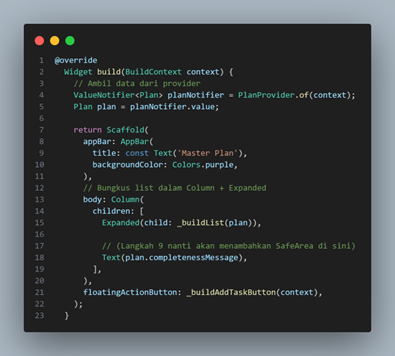 1 @override
2 Widget build(BuildContext context) {
3 // Ambil data dari provider
4 ValueNotifier<Plan> planNotifier = PlanProvider.of(context);
5 Plan plan = planNotifier.value;
6
7 return Scaffold(
8 appBar: AppBar(
9 title: const Text('Master Plan'),
10 backgroundColor: Colors.purple,
11 ),
12 // Bungkus list dalam Column + Expanded
13 body: Column(
14 children: [
15 Expanded(child: _buildList(plan)),
16
17 // (Langkah 9 nanti akan menambahkan SafeArea di sini)
18 Text(plan.completenessMessage),
19 ],
20 ),
21 floatingActionButton: _buildAddTaskButton(context),
22 );
23 }